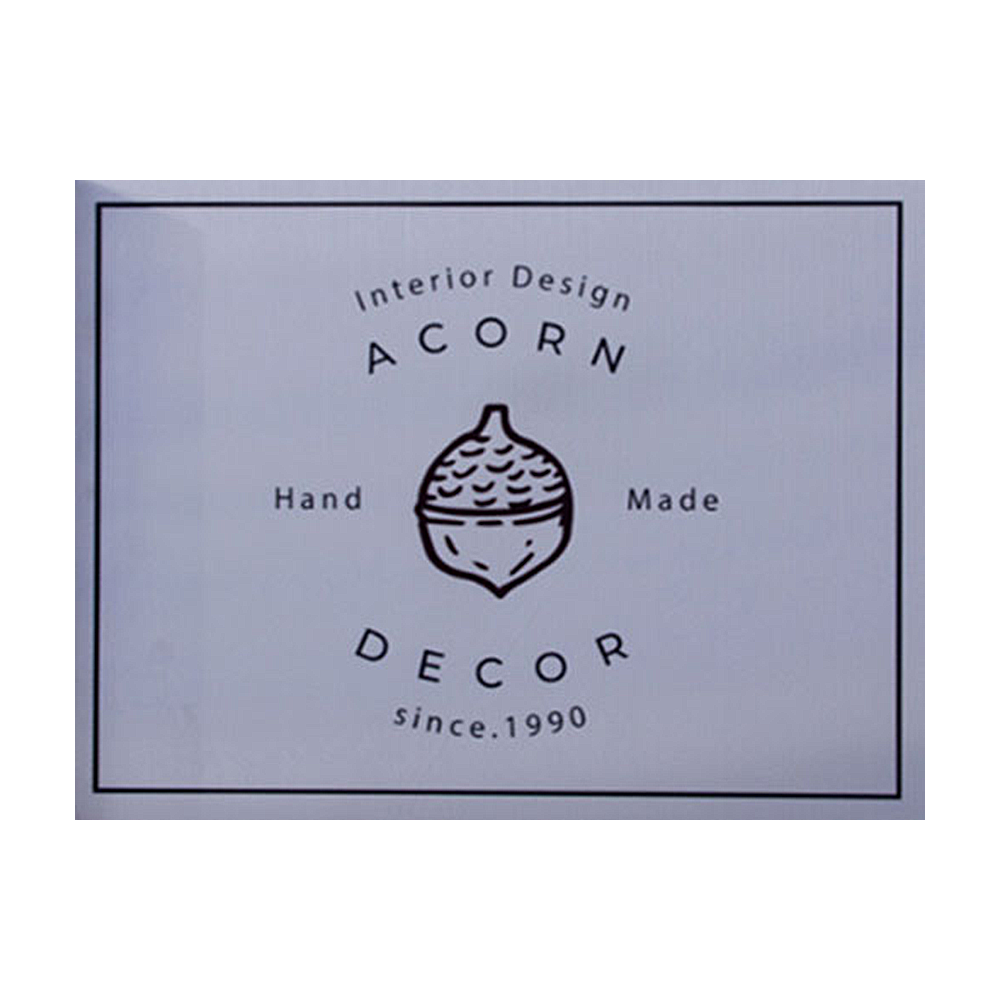 Interior Design
ACORN
Hand Made
DECOR
since.1990